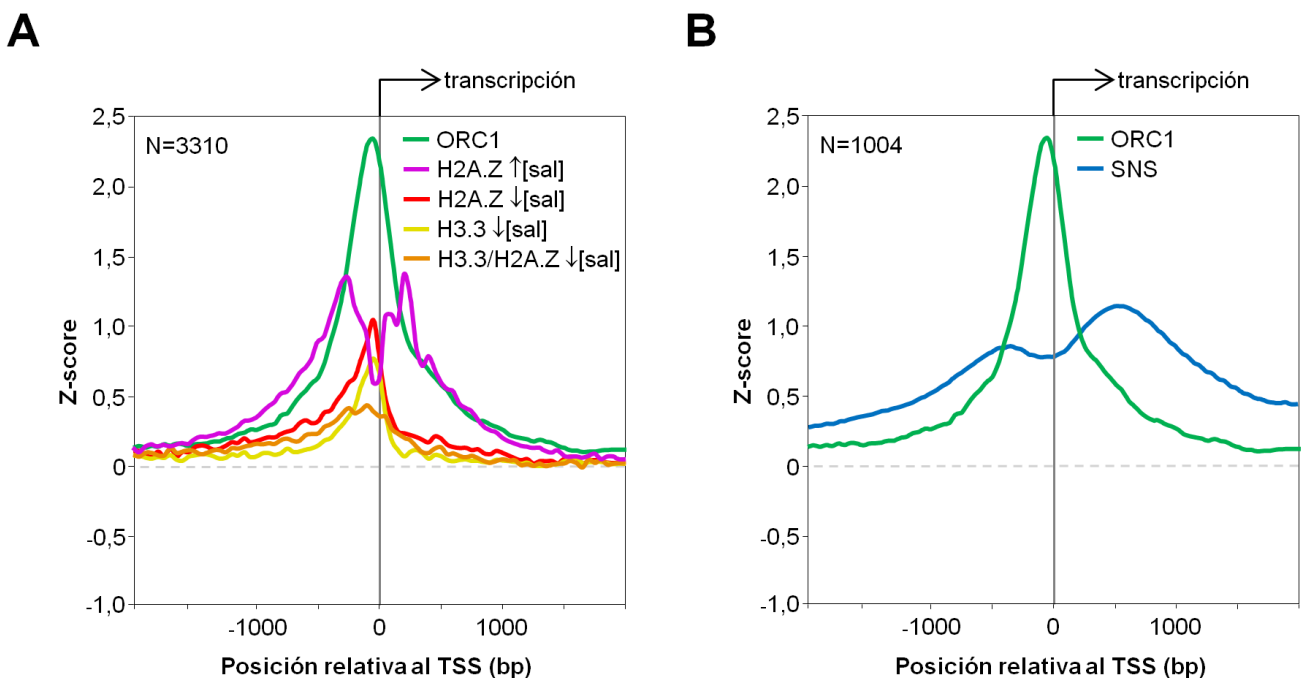 A
transcripción
N=3310
ORC1
H2A.Z ↑[sal]
H2A.Z ↓[sal]
H3.3 ↓[sal]
H3.3/H2A.Z ↓[sal]
Z-score
2,5
2,0
1,5
1,0
0,5
0
-0,5
-1,0
-1000 0 1000
Posición relativa al TSS (bp)
B
transcripción
N=1004
ORC1
SNS
Z-score
2,5
2,0
1,5
1,0
0,5
0
-0,5
-1,0
-1000 0 1000
Posición relativa al TSS (bp)